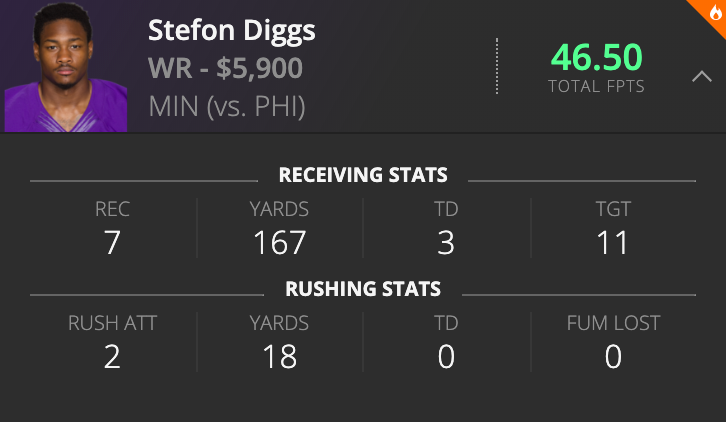 Stefon Diggs
WR - $5,900
MIN (vs. PHI)
46.50
TOTAL FPTS
RECEIVING STATS
REC YARDS TD TGT
7 167 3 11
RUSHING STATS
RUSH ATT YARDS TD FUM LOST
2 18 0 0